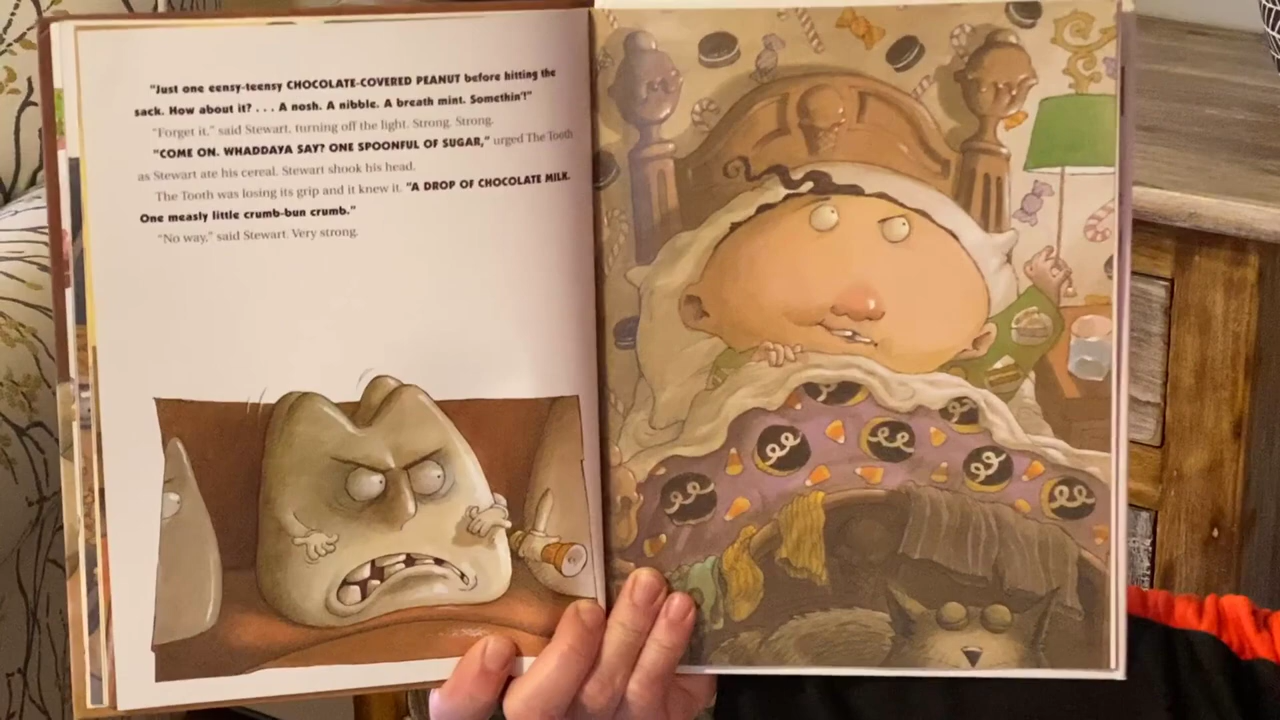 "Just one eensy-teensy CHOCOLATE-COVERED PEANUT before hitting the
sack. How about it? . . . A nosh. A nibble. A breath mint. Somethin'!"
"Forget it," said Stewart, turning off the light. Strong. Strong.
"COME ON. WHADDAYA SAY? ONE SPOONFUL OF SUGAR," urged The Tooth
as Stewart ate his cereal. Stewart shook his head.
The Tooth was losing its grip and it knew it. "A DROP OF CHOCOLATE MILK.
One measly little crumb-bun crumb."
"No way," said Stewart. Very strong.